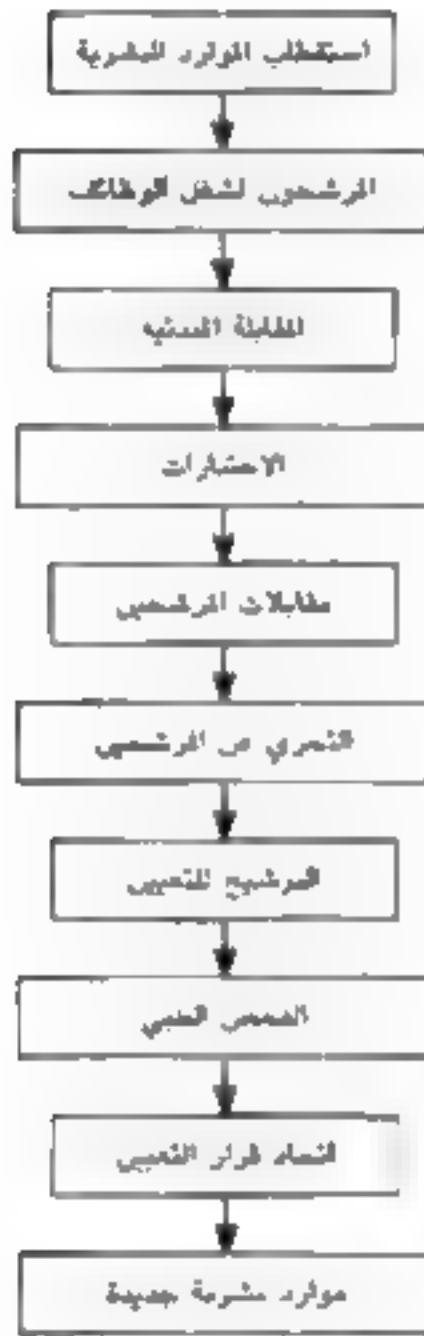 استقطاب الموارد البشرية
المرشحون لشغل الوظائف
المقابلة المبدئية
الاختبارات
مقابلات المرشحين
التحري عن المرشحين
الترشيح للتعيين
الفحص الطبي
اتخاذ قرار التعيين
موارد بشرية جديدة